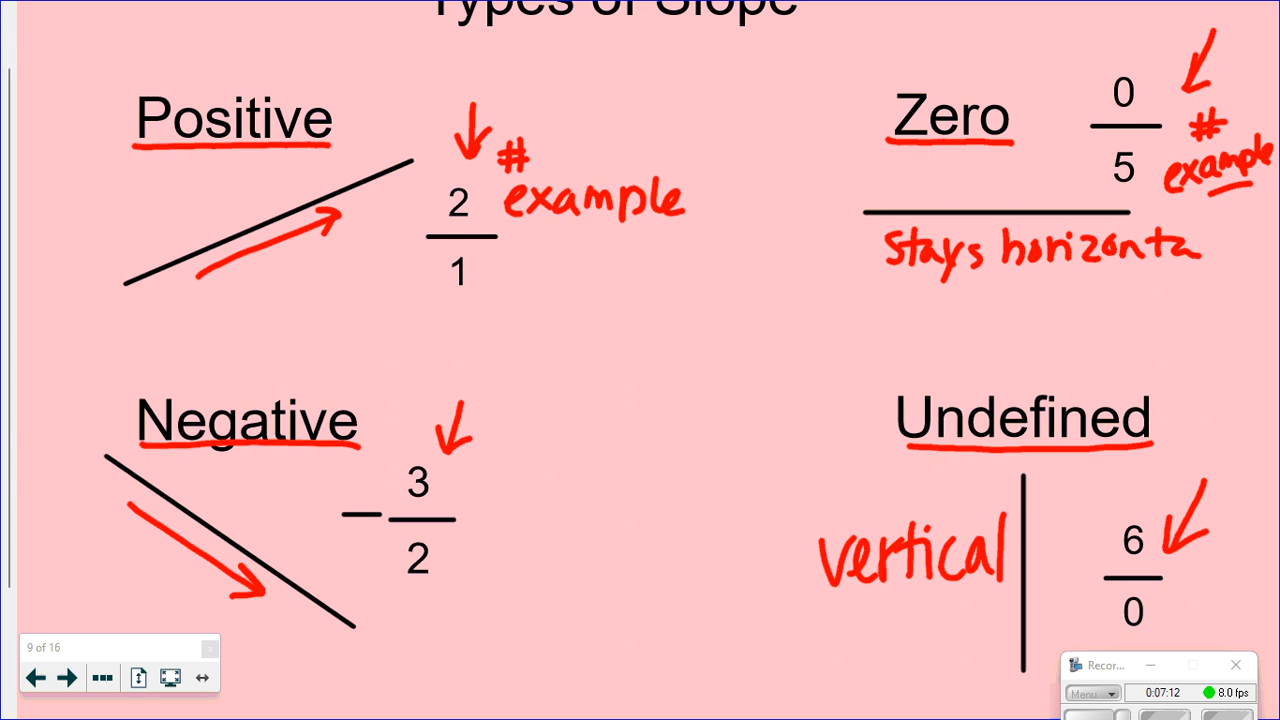 Types of Slope
Positive
#
example
2
1
Zero
0
5
#
example
Stays horizonta
Negative
- 3
2
Undefined
vertical
6
0
9 of 16
x
Recor...
Menu
0:07:12
8.0 fps